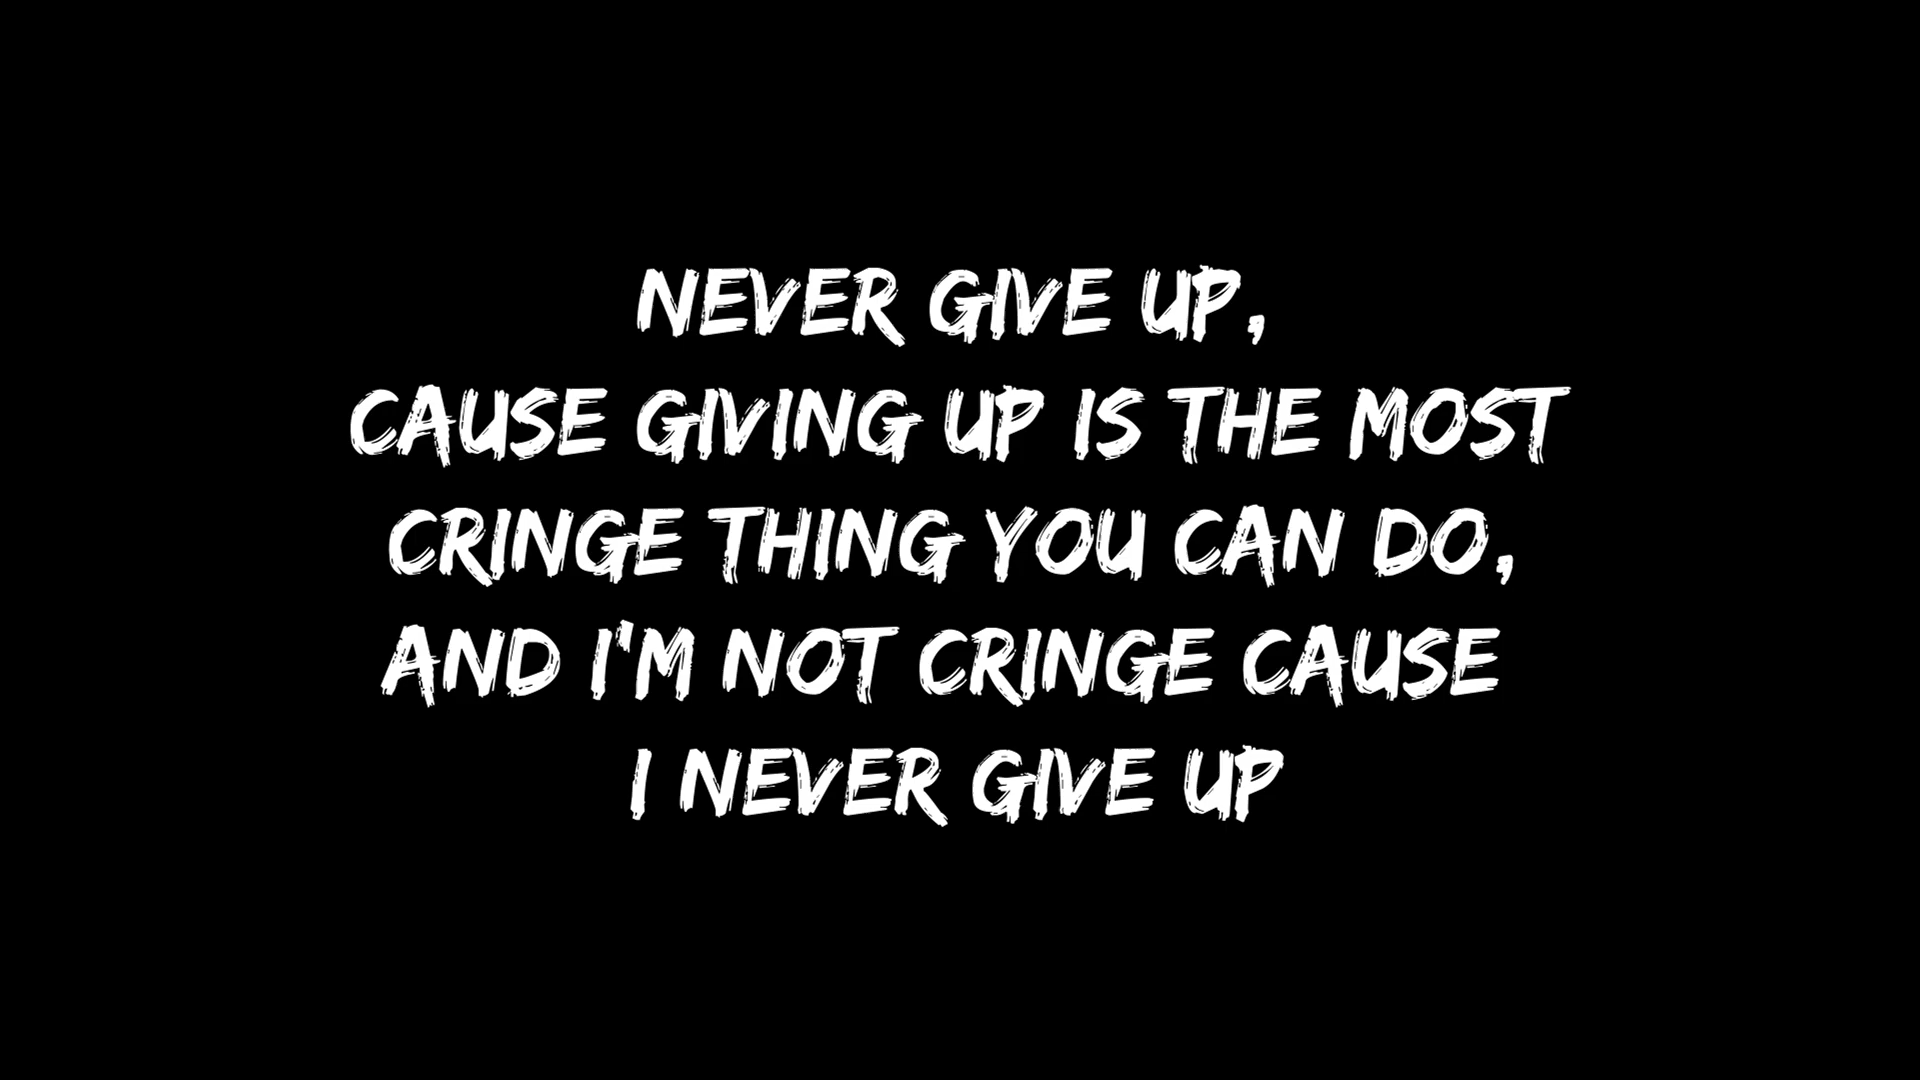 NEVER GIVE UP,
CAUSE GIVING UP IS THE MOST
CRINGE THING YOU CAN DO,
AND I'M NOT CRINGE CAUSE
I NEVER GIVE UP